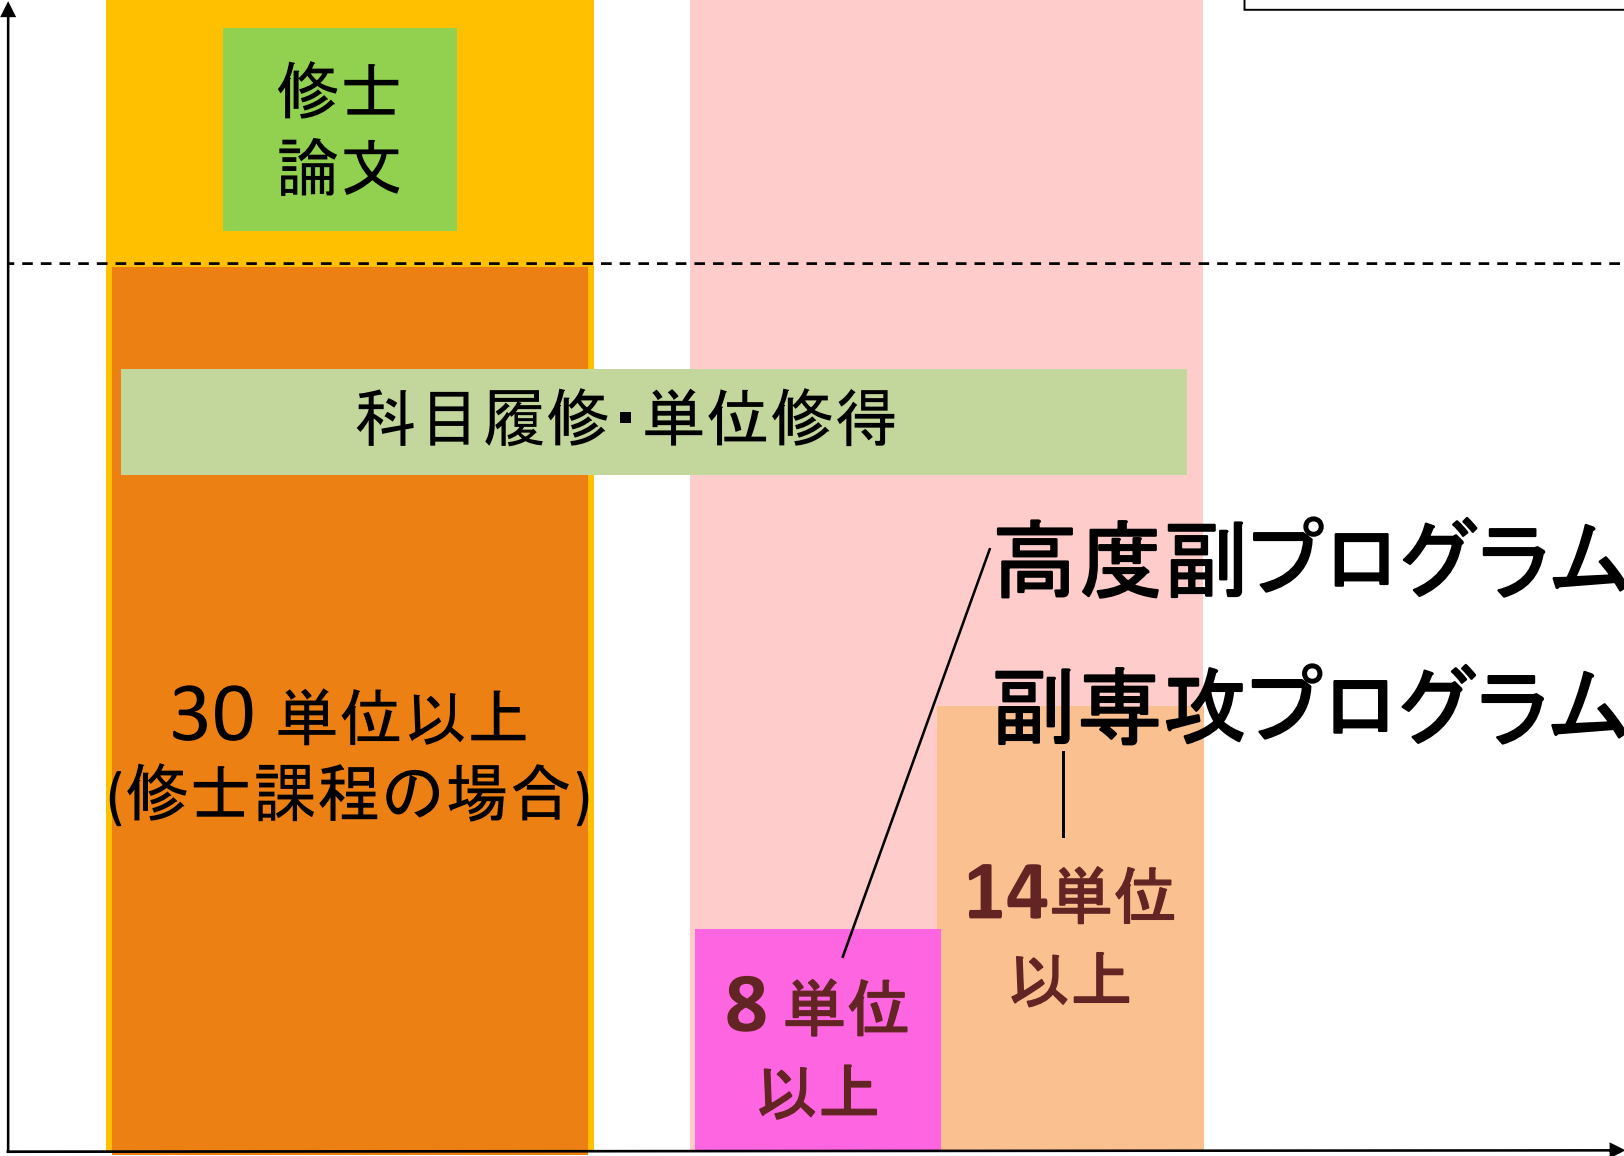 修士
論文
科目履修・単位修得
高度副プログラム
副専攻プログラム
30 単位以上
(修士課程の場合)
14単位
以上
8 単位
以上